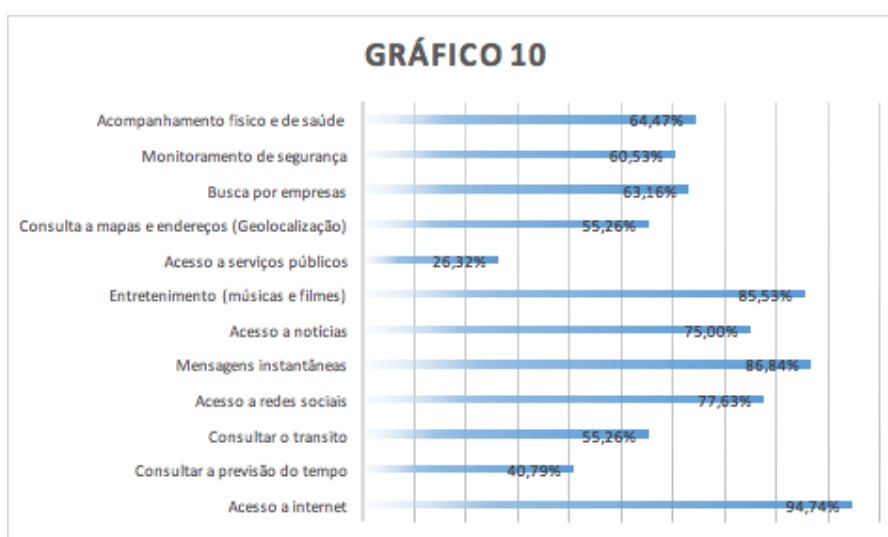 GRÁFICO 10
Acompanhamento fisico e de saúde 64,47%
Monitoramento de segurança 60,53%
Busca por empresas 63,16%
Consulta a mapas e endereços (Geolocalização) 55,26%
Acesso a serviços públicos 26,32%
Entretenimento (músicas e filmes) 85,53%
Acesso a notícias 75,00%
Mensagens instantâneas 86,84%
Acesso a redes sociais 77,63%
Consultar o transito 55,26%
Consultar a previsão do tempo 40,79%
Acesso a internet 94,74%